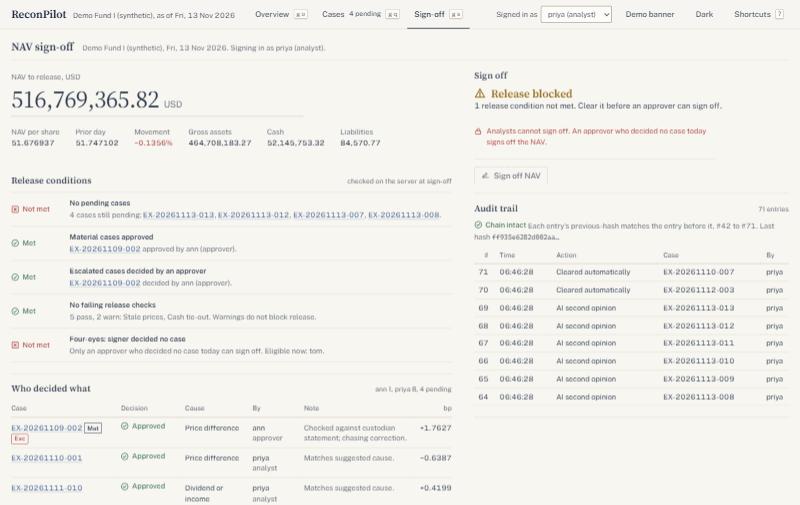 ReconPilot Demo Fund I (synthetic), as of Fri, 13 Nov 2026 Overview g o Cases 4 pending g q Sign-off g s Signed in as priya (analyst) Demo banner Dark Shortcuts ?
NAV sign-off Demo Fund I (synthetic), Fri, 13 Nov 2026. Signing in as priya (analyst).
NAV to release, USD
516,769,365.82 USD
NAV per share Prior day Movement Gross assets Cash Liabilities
51.676937 51.747102 −0.1356% 464,708,183.27 52,145,753.32 84,570.77
Release conditions checked on the server at sign-off
Not met No pending cases
4 cases still pending: EX-20261113-013, EX-20261113-012, EX-20261113-007, EX-20261113-008.
Met Material cases approved
EX-20261109-002 approved by ann (approver).
Met Escalated cases decided by an approver
EX-20261109-002 decided by ann (approver).
Met No failing release checks
5 pass, 2 warn: Stale prices, Cash tie-out. Warnings do not block release.
Not met Four-eyes: signer decided no case
Only an approver who decided no case today can sign off. Eligible now: tom.
Who decided what ann 1, priya 8, 4 pending
Case Decision Cause By Note bp
EX-20261109-002 Mat Esc Approved Price difference ann approver Checked against custodian statement; chasing correction. +1.7627
EX-20261110-001 Approved Price difference priya analyst Matches suggested cause. −0.6387
EX-20261111-010 Approved Dividend or income priya analyst Matches suggested cause. +0.4199
Sign off
Release blocked
1 release condition not met. Clear it before an approver can sign off.
Analysts cannot sign off. An approver who decided no case today
signs off the NAV.
Sign off NAV
Audit trail 71 entries
Chain intact Each entry's previous-hash matches the entry before it, #42 to #71. Last
hash
# Time Action Case By
71 06:46:28 Cleared automatically EX-20261110-007 priya
70 06:46:28 Cleared automatically EX-20261112-003 priya
69 06:46:28 AI second opinion EX-20261113-013 priya
68 06:46:28 AI second opinion EX-20261113-012 priya
67 06:46:28 AI second opinion EX-20261113-011 priya
66 06:46:28 AI second opinion EX-20261113-010 priya
65 06:46:28 AI second opinion EX-20261113-009 priya
64 06:46:28 AI second opinion EX-20261113-008 priya